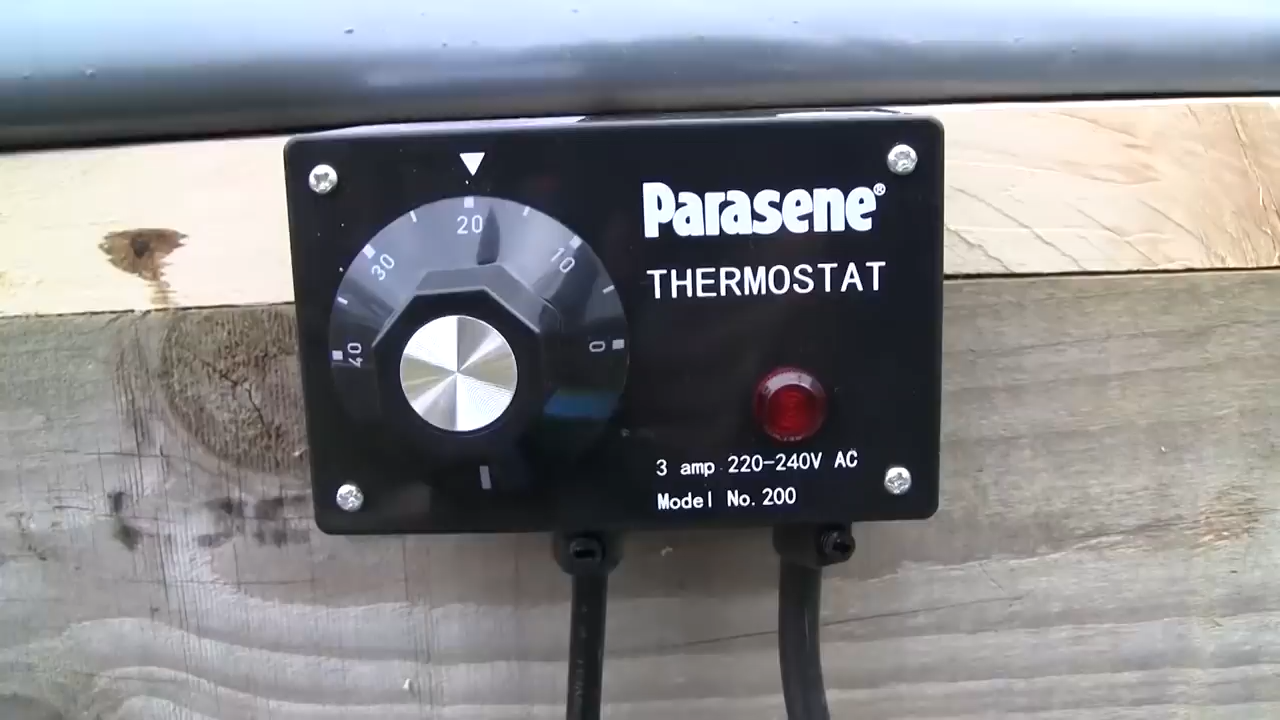 Parasene®
THERMOSTAT
40 30 20 10 0
3 amp 220-240V AC
Model No. 200